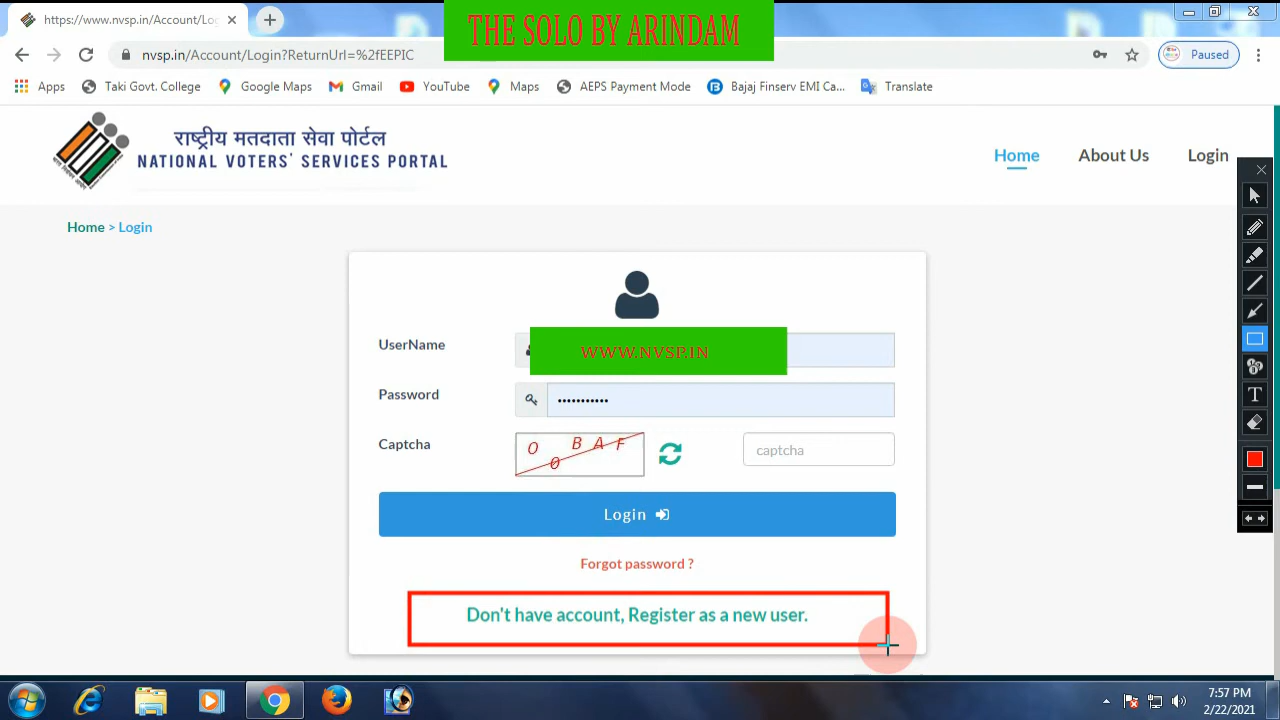 https://www.nvsp.in/Account/Log
THE SOLO BY ARINDAM
nvsp.in/Account/Login?ReturnUrl=%2fEEPIC
Paused
Apps
Taki Govt. College
Google Maps
Gmail
YouTube
Maps
AEPS Payment Mode
Bajaj Finserv EMI Ca...
Translate
राष्ट्रीय मतदाता सेवा पोर्टल
NATIONAL VOTERS' SERVICES PORTAL
Home
About Us
Login
Home > Login
UserName
WWW.NVSP.IN
Password
•••••••••••
Captcha
O 0 B A F
captcha
Login
Forgot password ?
Don't have account, Register as a new user.
T
7:57 PM
2/22/2021